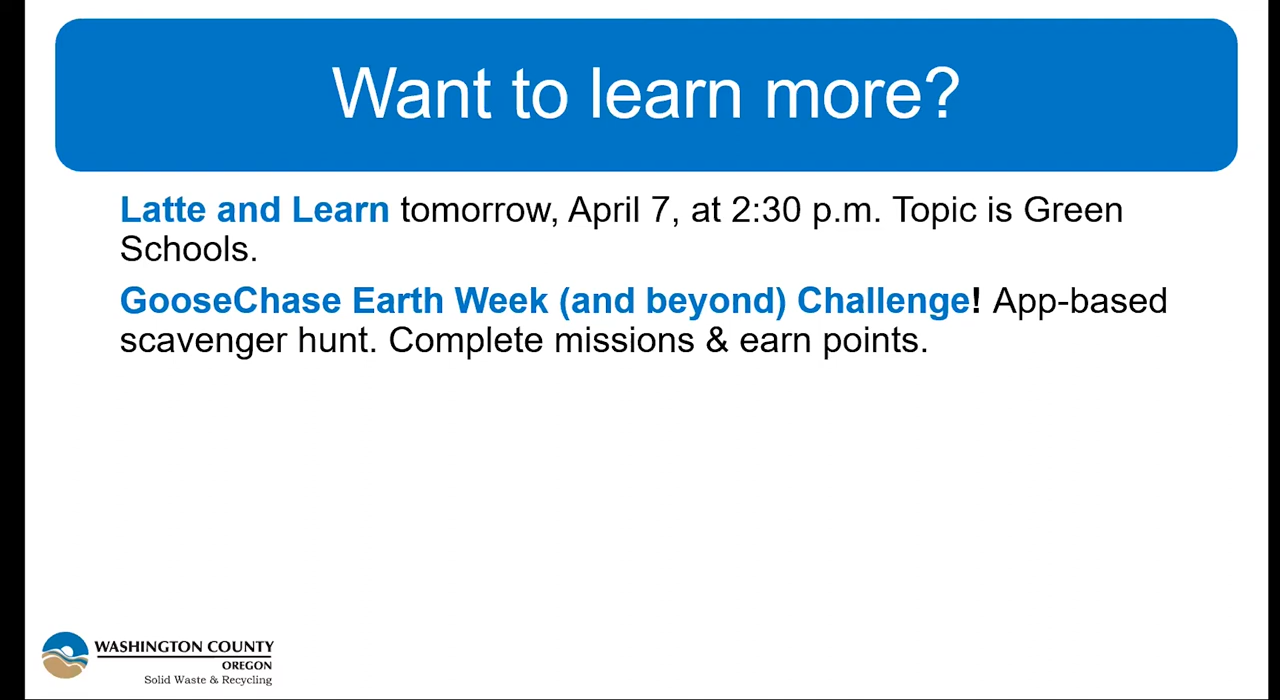 Want to learn more?
Latte and Learn tomorrow, April 7, at 2:30 p.m. Topic is Green
Schools.
GooseChase Earth Week (and beyond) Challenge! App-based
scavenger hunt. Complete missions & earn points.
WASHINGTON COUNTY
OREGON
Solid Waste & Recycling